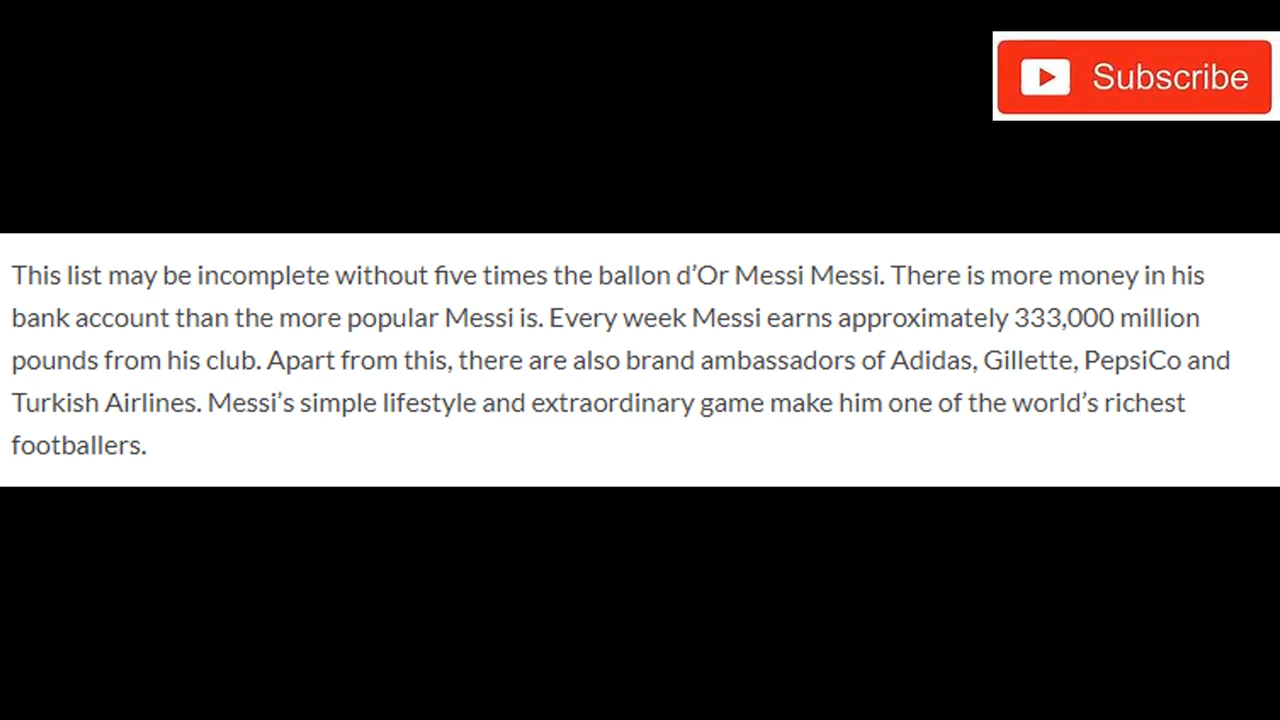 Subscribe
This list may be incomplete without five times the ballon d’Or Messi Messi. There is more money in his
bank account than the more popular Messi is. Every week Messi earns approximately 333,000 million
pounds from his club. Apart from this, there are also brand ambassadors of Adidas, Gillette, PepsiCo and
Turkish Airlines. Messi’s simple lifestyle and extraordinary game make him one of the world’s richest
footballers.